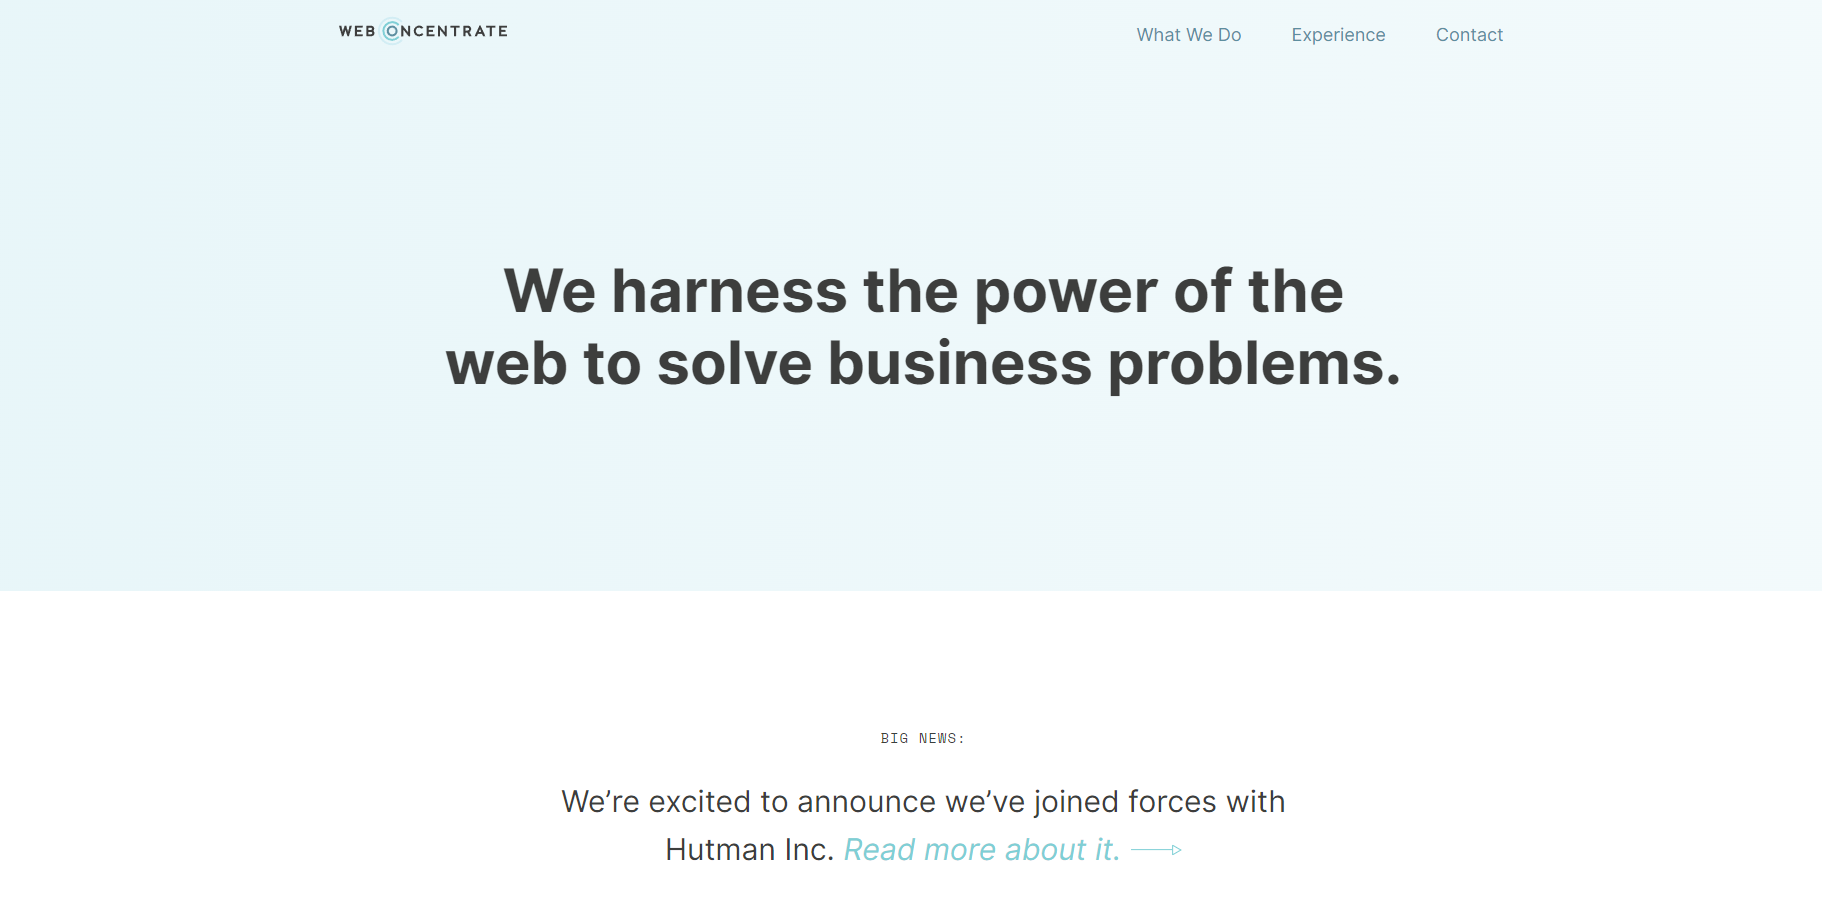 WEB ONCENTRATE
What We Do
Experience
Contact
We harness the power of the
web to solve business problems.
BIG NEWS:
We’re excited to announce we’ve joined forces with
Hutman Inc. Read more about it.